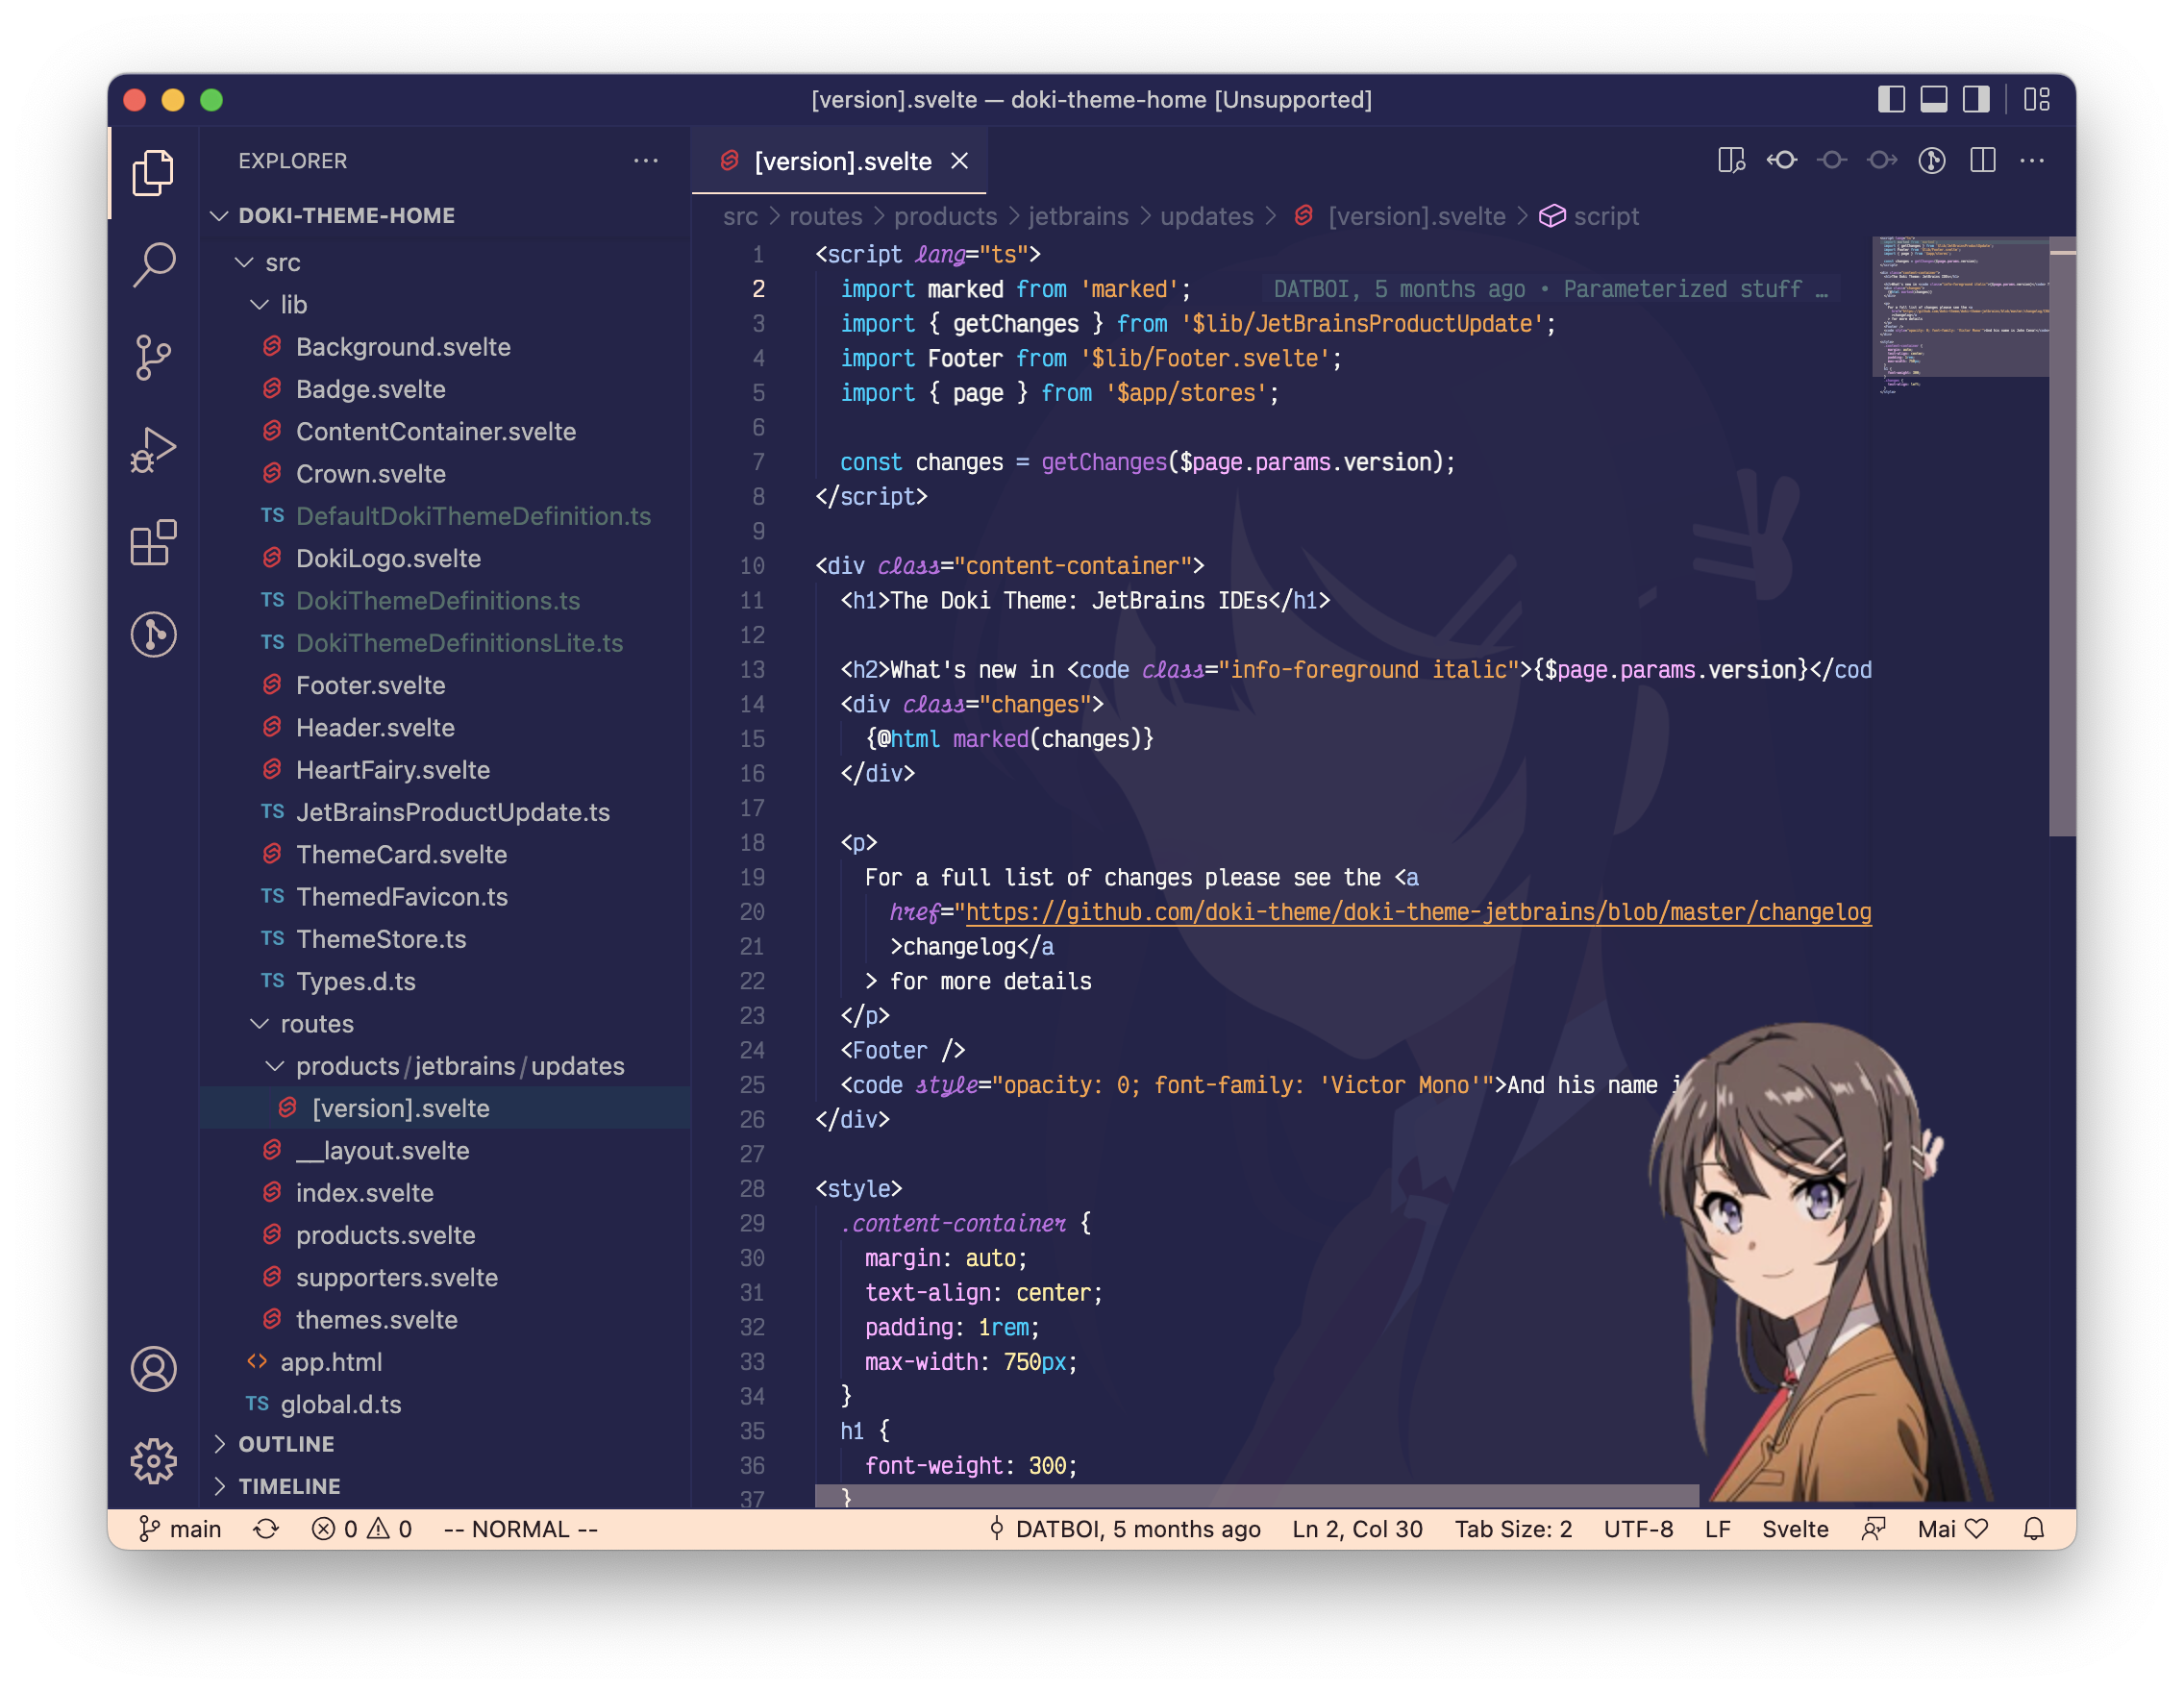 [version].svelte — doki-theme-home [Unsupported]
EXPLORER
DOKI-THEME-HOME
src
lib
Background.svelte
Badge.svelte
ContentContainer.svelte
Crown.svelte
TS DefaultDokiThemeDefinition.ts
DokiLogo.svelte
TS DokiThemeDefinitions.ts
TS DokiThemeDefinitionsLite.ts
Footer.svelte
Header.svelte
HeartFairy.svelte
TS JetBrainsProductUpdate.ts
ThemeCard.svelte
TS ThemedFavicon.ts
TS ThemeStore.ts
TS Types.d.ts
routes
products/jetbrains/updates
[version].svelte
__layout.svelte
index.svelte
products.svelte
supporters.svelte
themes.svelte
<> app.html
TS global.d.ts
OUTLINE
TIMELINE
[version].svelte
src > routes > products > jetbrains > updates > [version].svelte > script
1 <script lang="ts">
2 import marked from 'marked'; DATBOI, 5 months ago • Parameterized stuff …
3 import { getChanges } from '$lib/JetBrainsProductUpdate';
4 import Footer from '$lib/Footer.svelte';
5 import { page } from '$app/stores';
6
7 const changes = getChanges($page.params.version);
8 </script>
9
10 <div class="content-container">
11 <h1>The Doki Theme: JetBrains IDEs</h1>
12
13 <h2>What's new in <code class="info-foreground italic">{$page.params.version}</cod
14 <div class="changes">
15 {@html marked(changes)}
16 </div>
17
18 <p>
19 For a full list of changes please see the <a
20 href="https://github.com/doki-theme/doki-theme-jetbrains/blob/master/changelog
21 >changelog</a
22 > for more details
23 </p>
24 <Footer />
25 <code style="opacity: 0; font-family: 'Victor Mono'">And his name i
26 </div>
27
28 <style>
29 .content-container {
30 margin: auto;
31 text-align: center;
32 padding: 1rem;
33 max-width: 750px;
34 }
35 h1 {
36 font-weight: 300;
37 }
main 0 0 -- NORMAL -- DATBOI, 5 months ago Ln 2, Col 30 Tab Size: 2 UTF-8 LF Svelte Mai ♡